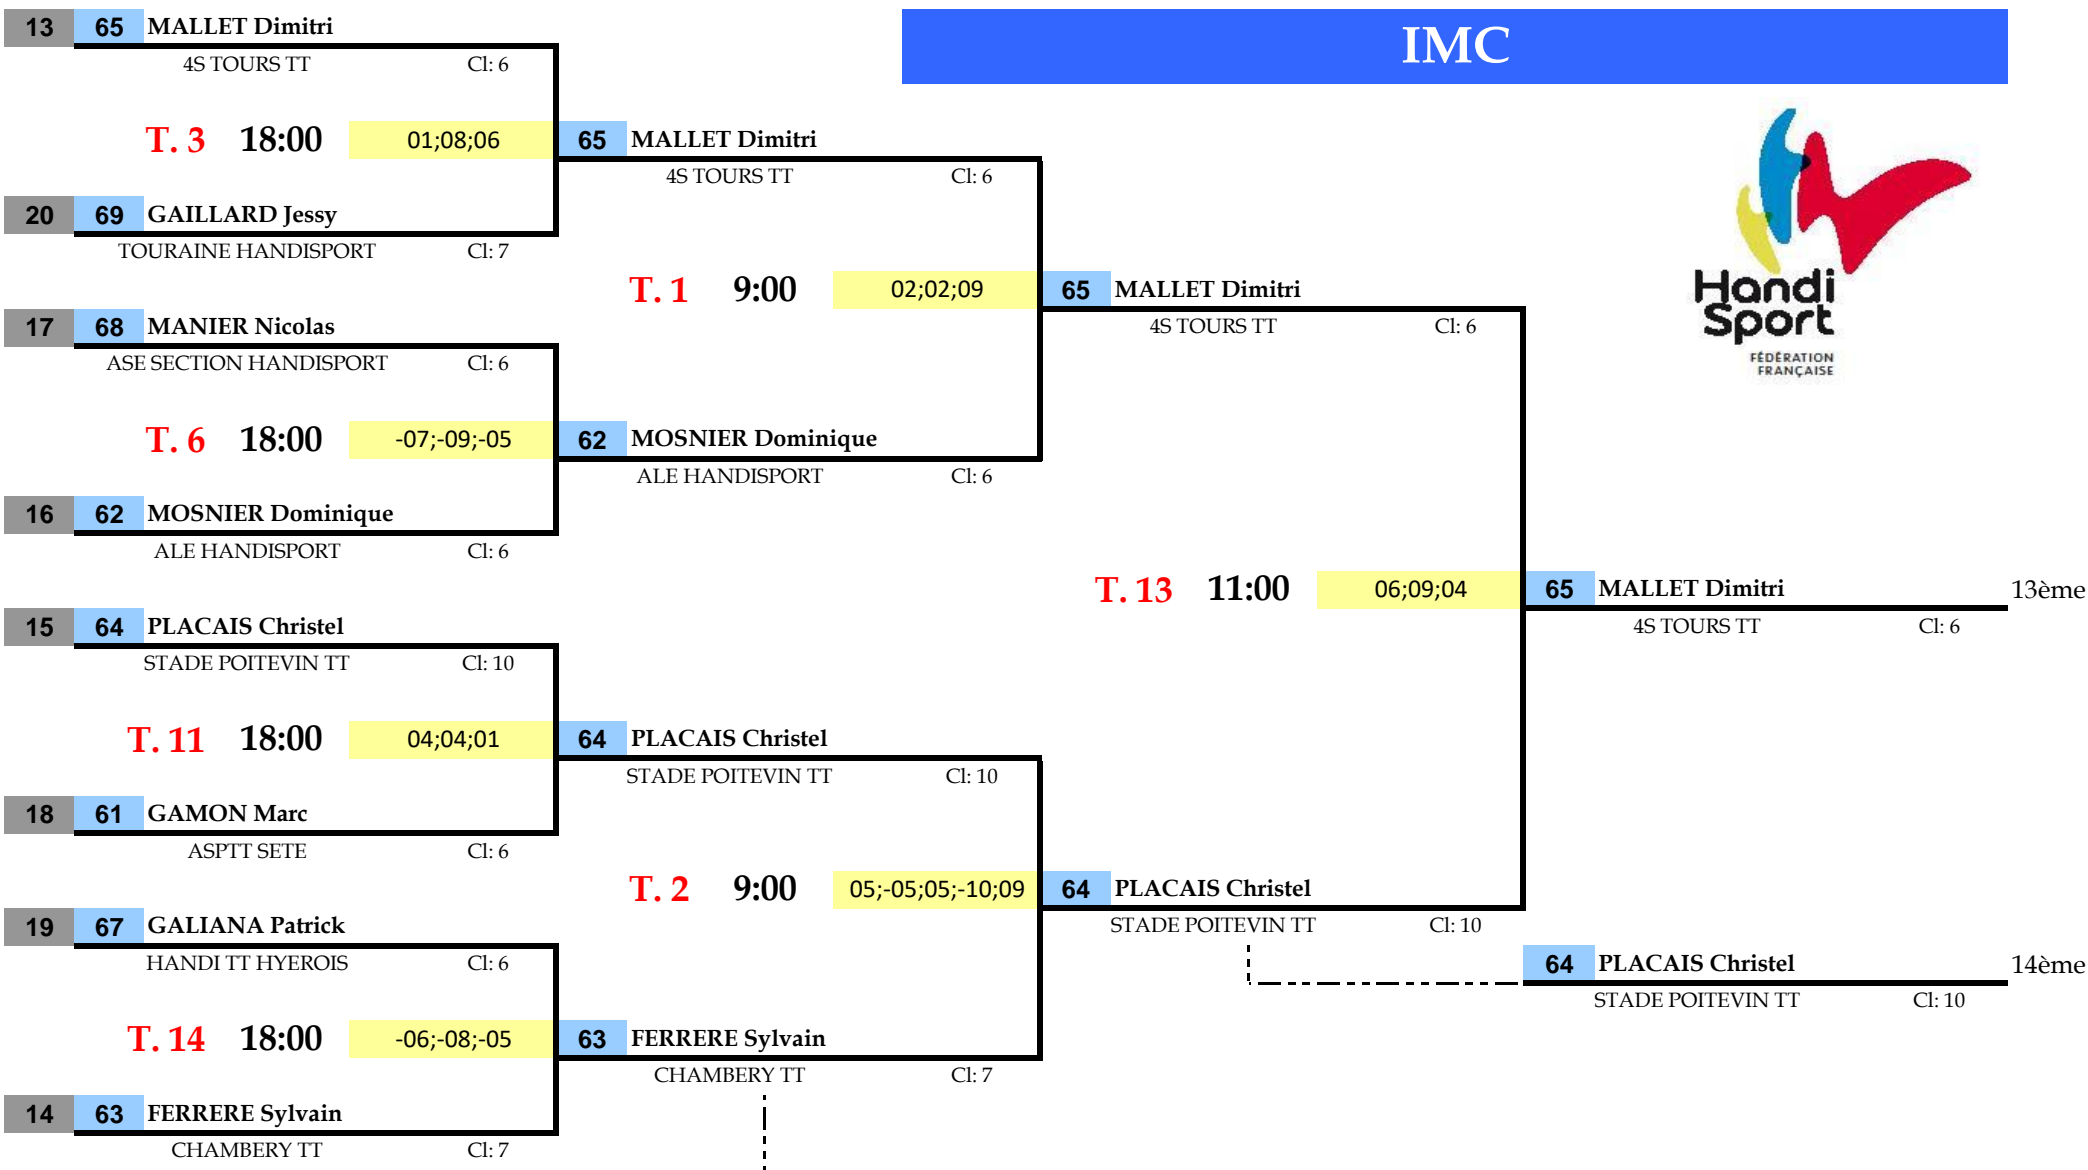 13 65 MALLET Dimitri
IMC
4S TOURS TT Cl: 6
T. 3 18:00 01;08;06 65 MALLET Dimitri
4S TOURS TT Cl: 6
20 69 GAILLARD Jessy
TOURAINE HANDISPORT Cl: 7
T. 1 9:00 02;02;09 65 MALLET Dimitri
4S TOURS TT Cl: 6
Handi
Sport
FÉDÉRATION
FRANÇAISE
17 68 MANIER Nicolas
ASE SECTION HANDISPORT Cl: 6
T. 6 18:00 -07;-09;-05 62 MOSNIER Dominique
ALE HANDISPORT Cl: 6
16 62 MOSNIER Dominique
ALE HANDISPORT Cl: 6
T. 13 11:00 06;09;04 65 MALLET Dimitri 13ème
4S TOURS TT Cl: 6
15 64 PLACAIS Christel
STADE POITEVIN TT Cl: 10
T. 11 18:00 04;04;01 64 PLACAIS Christel
STADE POITEVIN TT Cl: 10
18 61 GAMON Marc
ASPTT SETE Cl: 6
T. 2 9:00 05;-05;05;-10;09 64 PLACAIS Christel
STADE POITEVIN TT Cl: 10
19 67 GALIANA Patrick
HANDI TT HYEROIS Cl: 6
64 PLACAIS Christel 14ème
STADE POITEVIN TT Cl: 10
T. 14 18:00 -06;-08;-05 63 FERRERE Sylvain
CHAMBERY TT Cl: 7
14 63 FERRERE Sylvain
CHAMBERY TT Cl: 7